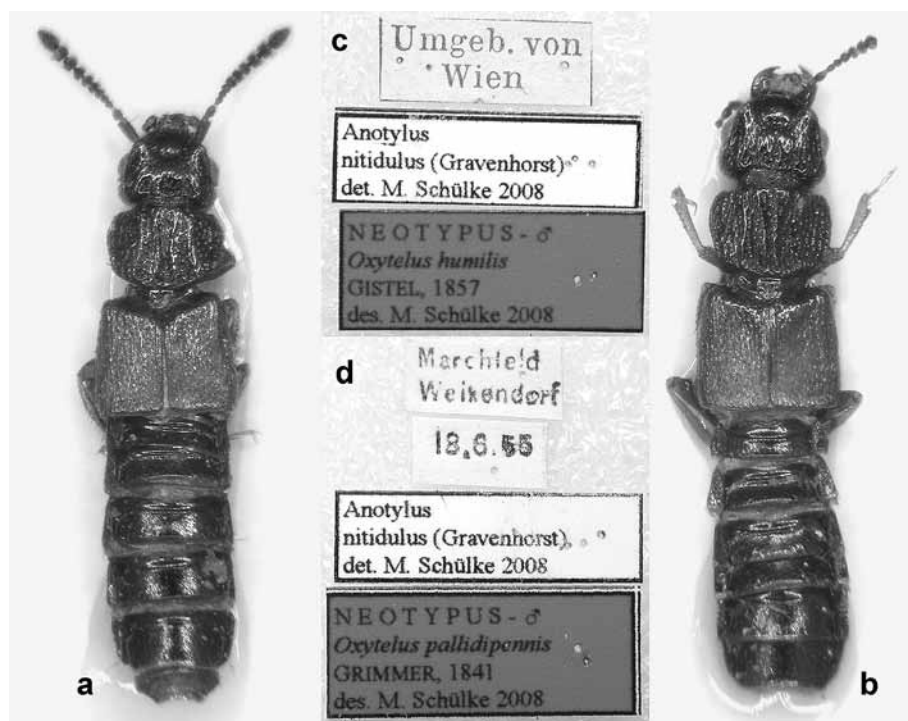 c
Umgeb. von
Wien
Anotylus
nitidulus (Gravenhorst)
det. M. Schülke 2008
NEOTYPUS - ♂
Oxytelus humilis
GISTEL, 1857
des. M. Schülke 2008
d
Marchfeld
Weikendorf
18.6.55
Anotylus
nitidulus (Gravenhorst)
det. M. Schülke 2008
NEOTYPUS - ♂
Oxytelus pallidiponnis
GRIMMER, 1841
des. M. Schülke 2008
a
b